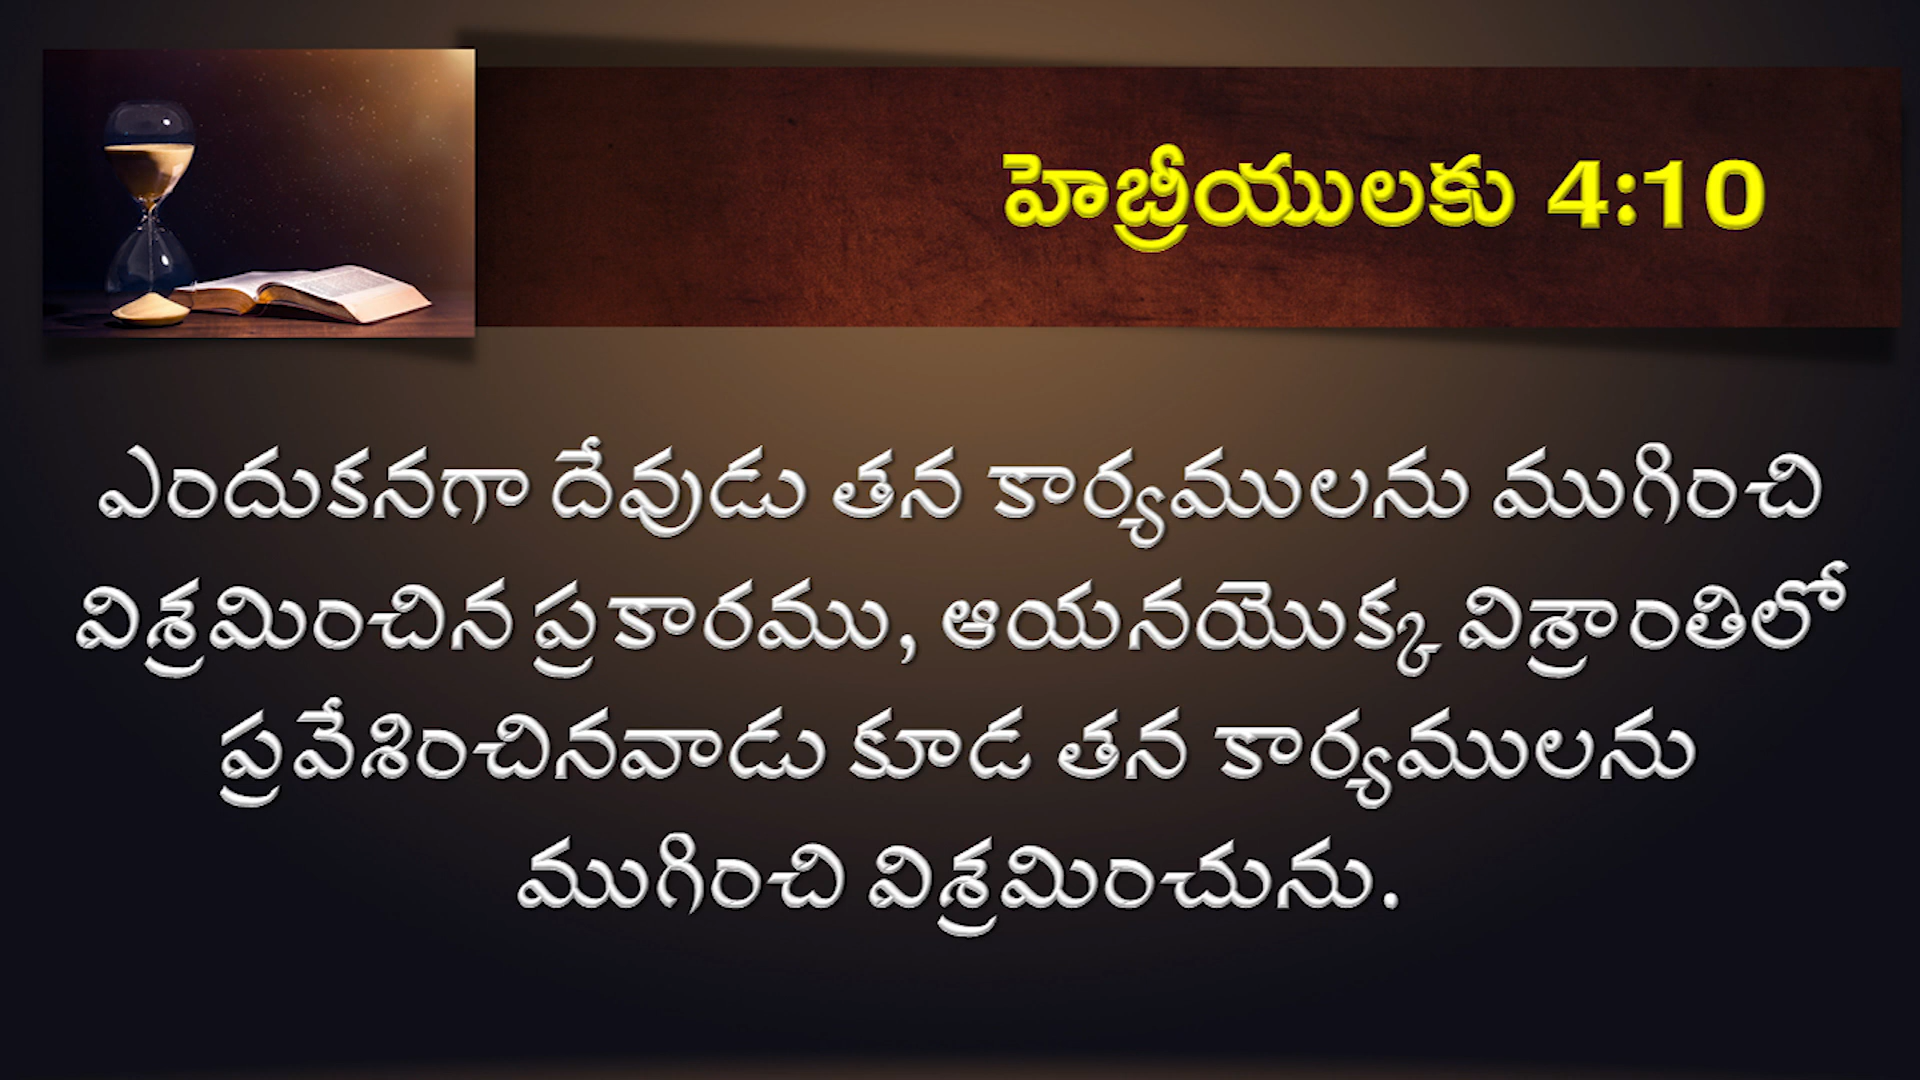 హెబ్రీయులకు 4:10
ఎందుకనగా దేవుడు తన కార్యములను ముగించి
విశ్రమించిన ప్రకారము, ఆయనయొక్క విశ్రాంతిలో
ప్రవేశించినవాడు కూడ తన కార్యములను
ముగించి విశ్రమించును.